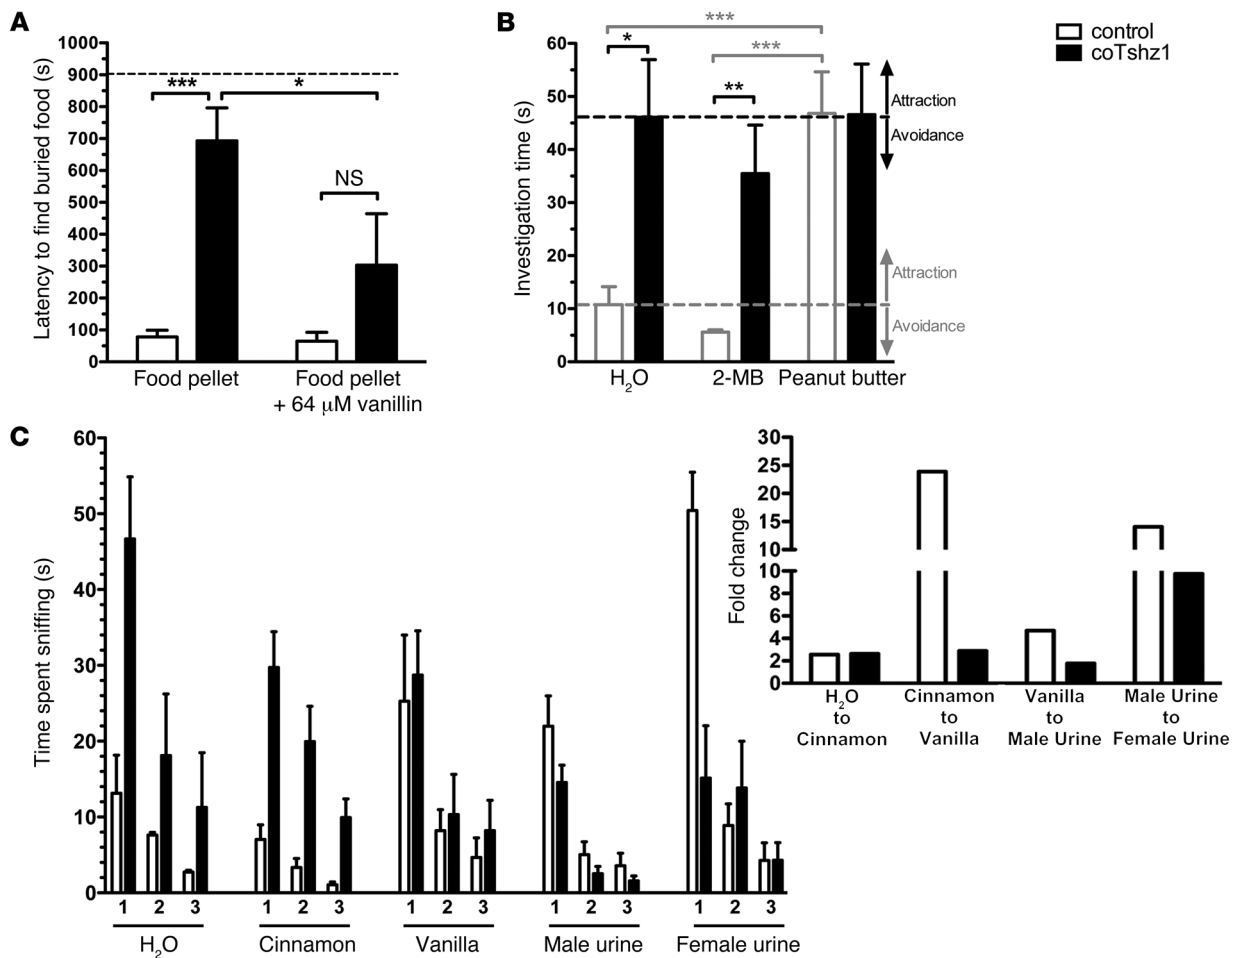 A
Latency to find buried food (s)
1000
900
800
700
600
500
400
300
200
100
0
***
*
NS
Food pellet
Food pellet
+ 64 μM vanillin
B
Investigation time (s)
60
50
40
30
20
10
0
***
*
***
**
Attraction
Avoidance
Attraction
Avoidance
H2O
2-MB
Peanut butter
control
coTshz1
C
Time spent sniffing (s)
60
50
40
30
20
10
0
1 2 3
1 2 3
1 2 3
1 2 3
1 2 3
H2O
Cinnamon
Vanilla
Male urine
Female urine
Fold change
30
25
20
15
10
10
8
6
4
2
0
H2O
to
Cinnamon
Cinnamon
to
Vanilla
Vanilla
to
Male Urine
Male Urine
to
Female Urine